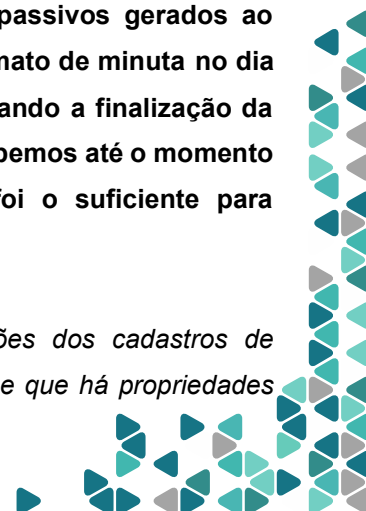 passivos gerados ao
mato de minuta no dia
ando a finalização da
bemos até o momento
foi o suficiente para
ões dos cadastros de
e que há propriedades